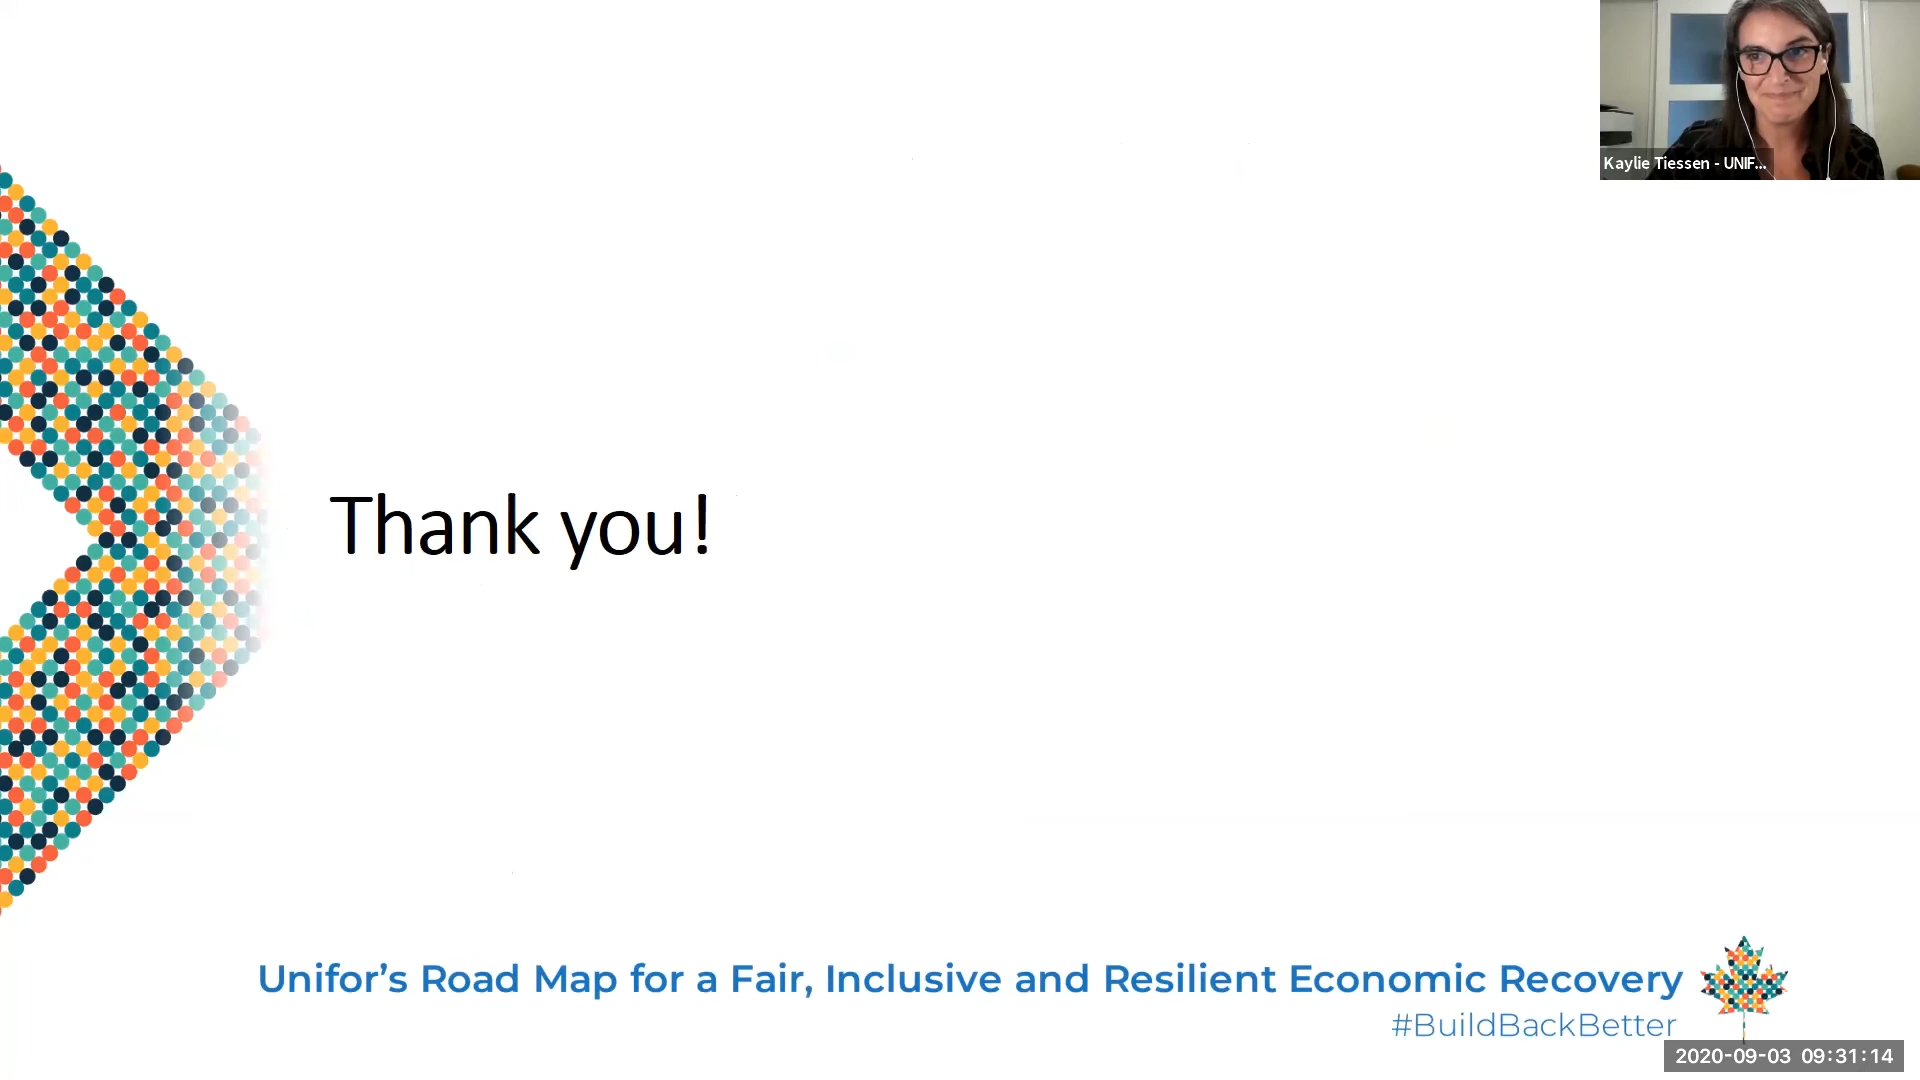 Kaylie Tiessen - UNIF...
Thank you!
Unifor’s Road Map for a Fair, Inclusive and Resilient Economic Recovery
#BuildBackBetter
2020-09-03 09:31:14